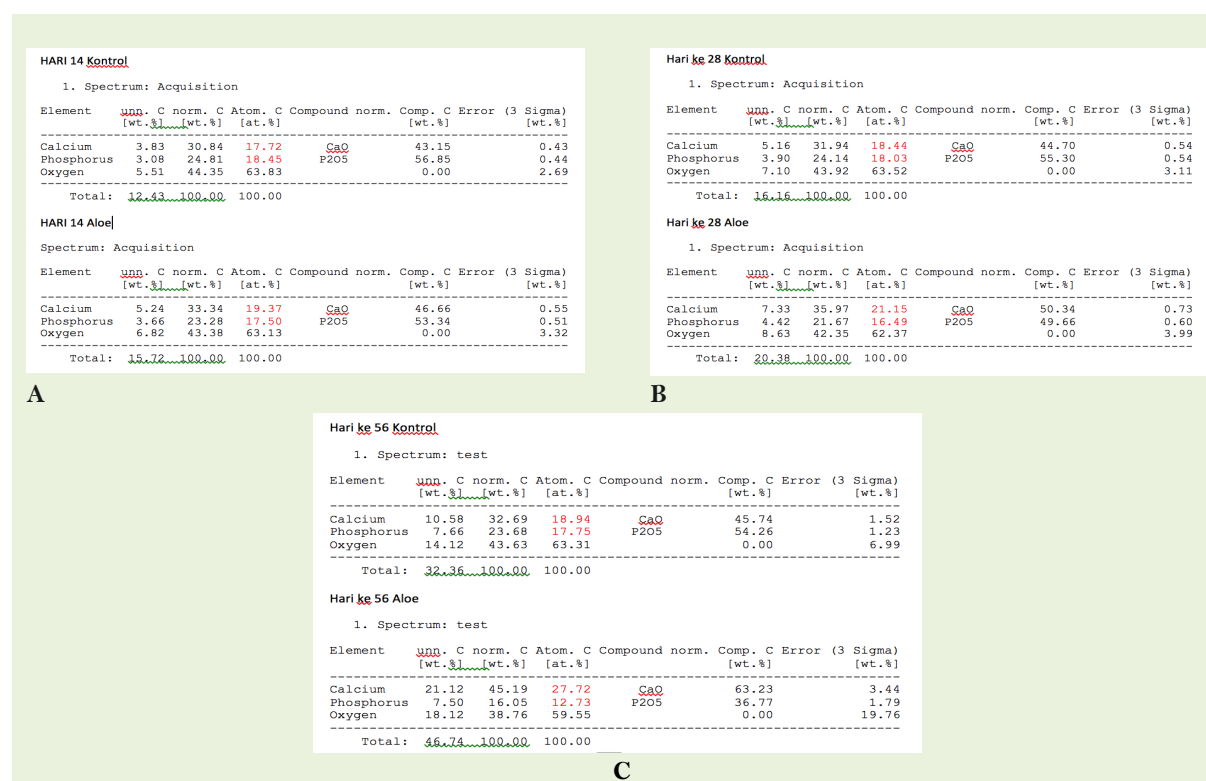 HARI 14 Kontrol
1. Spectrum: Acquisition
Element unn. C norm. C Atom. C Compound norm. Comp. C Error (3 Sigma)
[wt.%] [wt.%] [at.%] [wt.%] [wt.%]
Calcium 3.83 30.84 17.72 CaO 43.15 0.43
Phosphorus 3.08 24.81 18.45 P2O5 56.85 0.44
Oxygen 5.51 44.35 63.83 0.00 2.69
Total: 12.43 100.00 100.00
HARI 14 Aloe
Spectrum: Acquisition
Element unn. C norm. C Atom. C Compound norm. Comp. C Error (3 Sigma)
[wt.%] [wt.%] [at.%] [wt.%] [wt.%]
Calcium 5.24 33.34 19.37 CaO 46.66 0.55
Phosphorus 3.66 23.28 17.50 P2O5 53.34 0.51
Oxygen 6.82 43.38 63.13 0.00 3.32
Total: 15.72 100.00 100.00
A
Hari ke 28 Kontrol
1. Spectrum: Acquisition
Element unn. C norm. C Atom. C Compound norm. Comp. C Error (3 Sigma)
[wt.%] [wt.%] [at.%] [wt.%] [wt.%]
Calcium 5.16 31.94 18.44 CaO 44.70 0.54
Phosphorus 3.90 24.14 18.03 P2O5 55.30 0.54
Oxygen 7.10 43.92 63.52 0.00 3.11
Total: 16.16 100.00 100.00
Hari ke 28 Aloe
1. Spectrum: Acquisition
Element unn. C norm. C Atom. C Compound norm. Comp. C Error (3 Sigma)
[wt.%] [wt.%] [at.%] [wt.%] [wt.%]
Calcium 7.33 35.97 21.15 CaO 50.34 0.73
Phosphorus 4.42 21.67 16.49 P2O5 49.66 0.60
Oxygen 8.63 42.35 62.37 0.00 3.99
Total: 20.38 100.00 100.00
B
Hari ke 56 Kontrol
1. Spectrum: test
Element unn. C norm. C Atom. C Compound norm. Comp. C Error (3 Sigma)
[wt.%] [wt.%] [at.%] [wt.%] [wt.%]
Calcium 10.58 32.69 18.94 CaO 45.74 1.52
Phosphorus 7.66 23.68 17.75 P2O5 54.26 1.23
Oxygen 14.12 43.63 63.31 0.00 6.99
Total: 32.36 100.00 100.00
Hari ke 56 Aloe
1. Spectrum: test
Element unn. C norm. C Atom. C Compound norm. Comp. C Error (3 Sigma)
[wt.%] [wt.%] [at.%] [wt.%] [wt.%]
Calcium 21.12 45.19 27.72 CaO 63.23 3.44
Phosphorus 7.50 16.05 12.73 P2O5 36.77 1.79
Oxygen 18.12 38.76 59.55 0.00 19.76
Total: 46.74 100.00 100.00
C